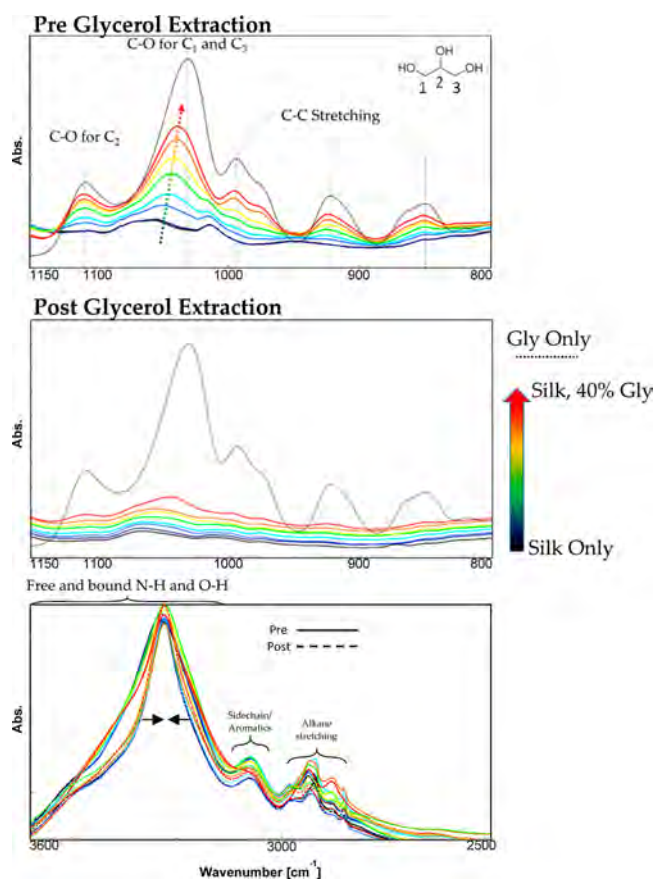 Pre Glycerol Extraction
C-O for C₁ and C₃
OH
HO
OH
1 2 3
C-O for C₂
C-C Stretching
Abs.
1150 1100 1000 900 800
Post Glycerol Extraction
Gly Only
Silk, 40% Gly
Abs.
Silk Only
1150 1100 1000 900 800
Free and bound N-H and O-H
Pre
Post
Sidechain/
Aromatics
Alkane
stretching
Abs.
3600 3000 2500
Wavenumber [cm⁻¹]